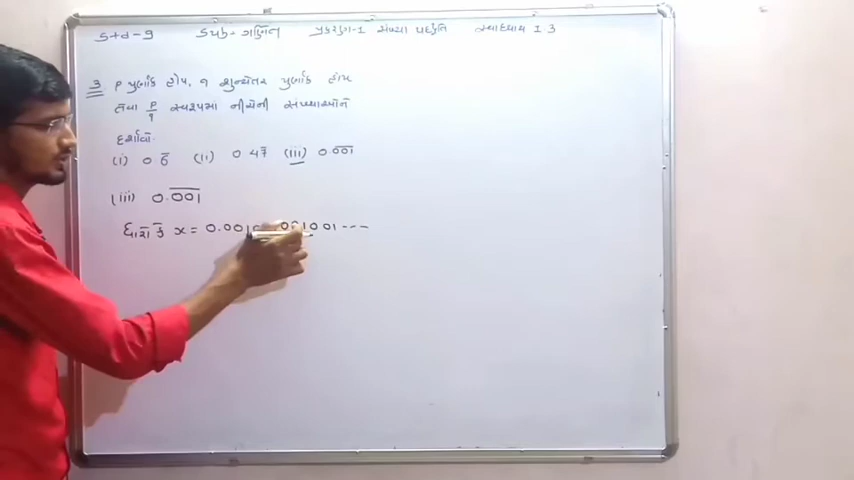 Std-9 Sub:- ગણિત પ્રકરણ-1 સંખ્યા પદ્ધતિ સ્વાધ્યાય 1.3
3 P પુર્ણાંક હોય, q શુન્યેતર પુર્ણાંક હોય
તેવા P/q સ્વરૂપમાં નીચેની સંખ્યાઓને
દર્શાવો.
(i) 0.6̅ (ii) 0.47̅ (iii) 0.0̅0̅1̅
(iii) 0.0̅0̅1̅
ધારો કે x = 0.001 001001---